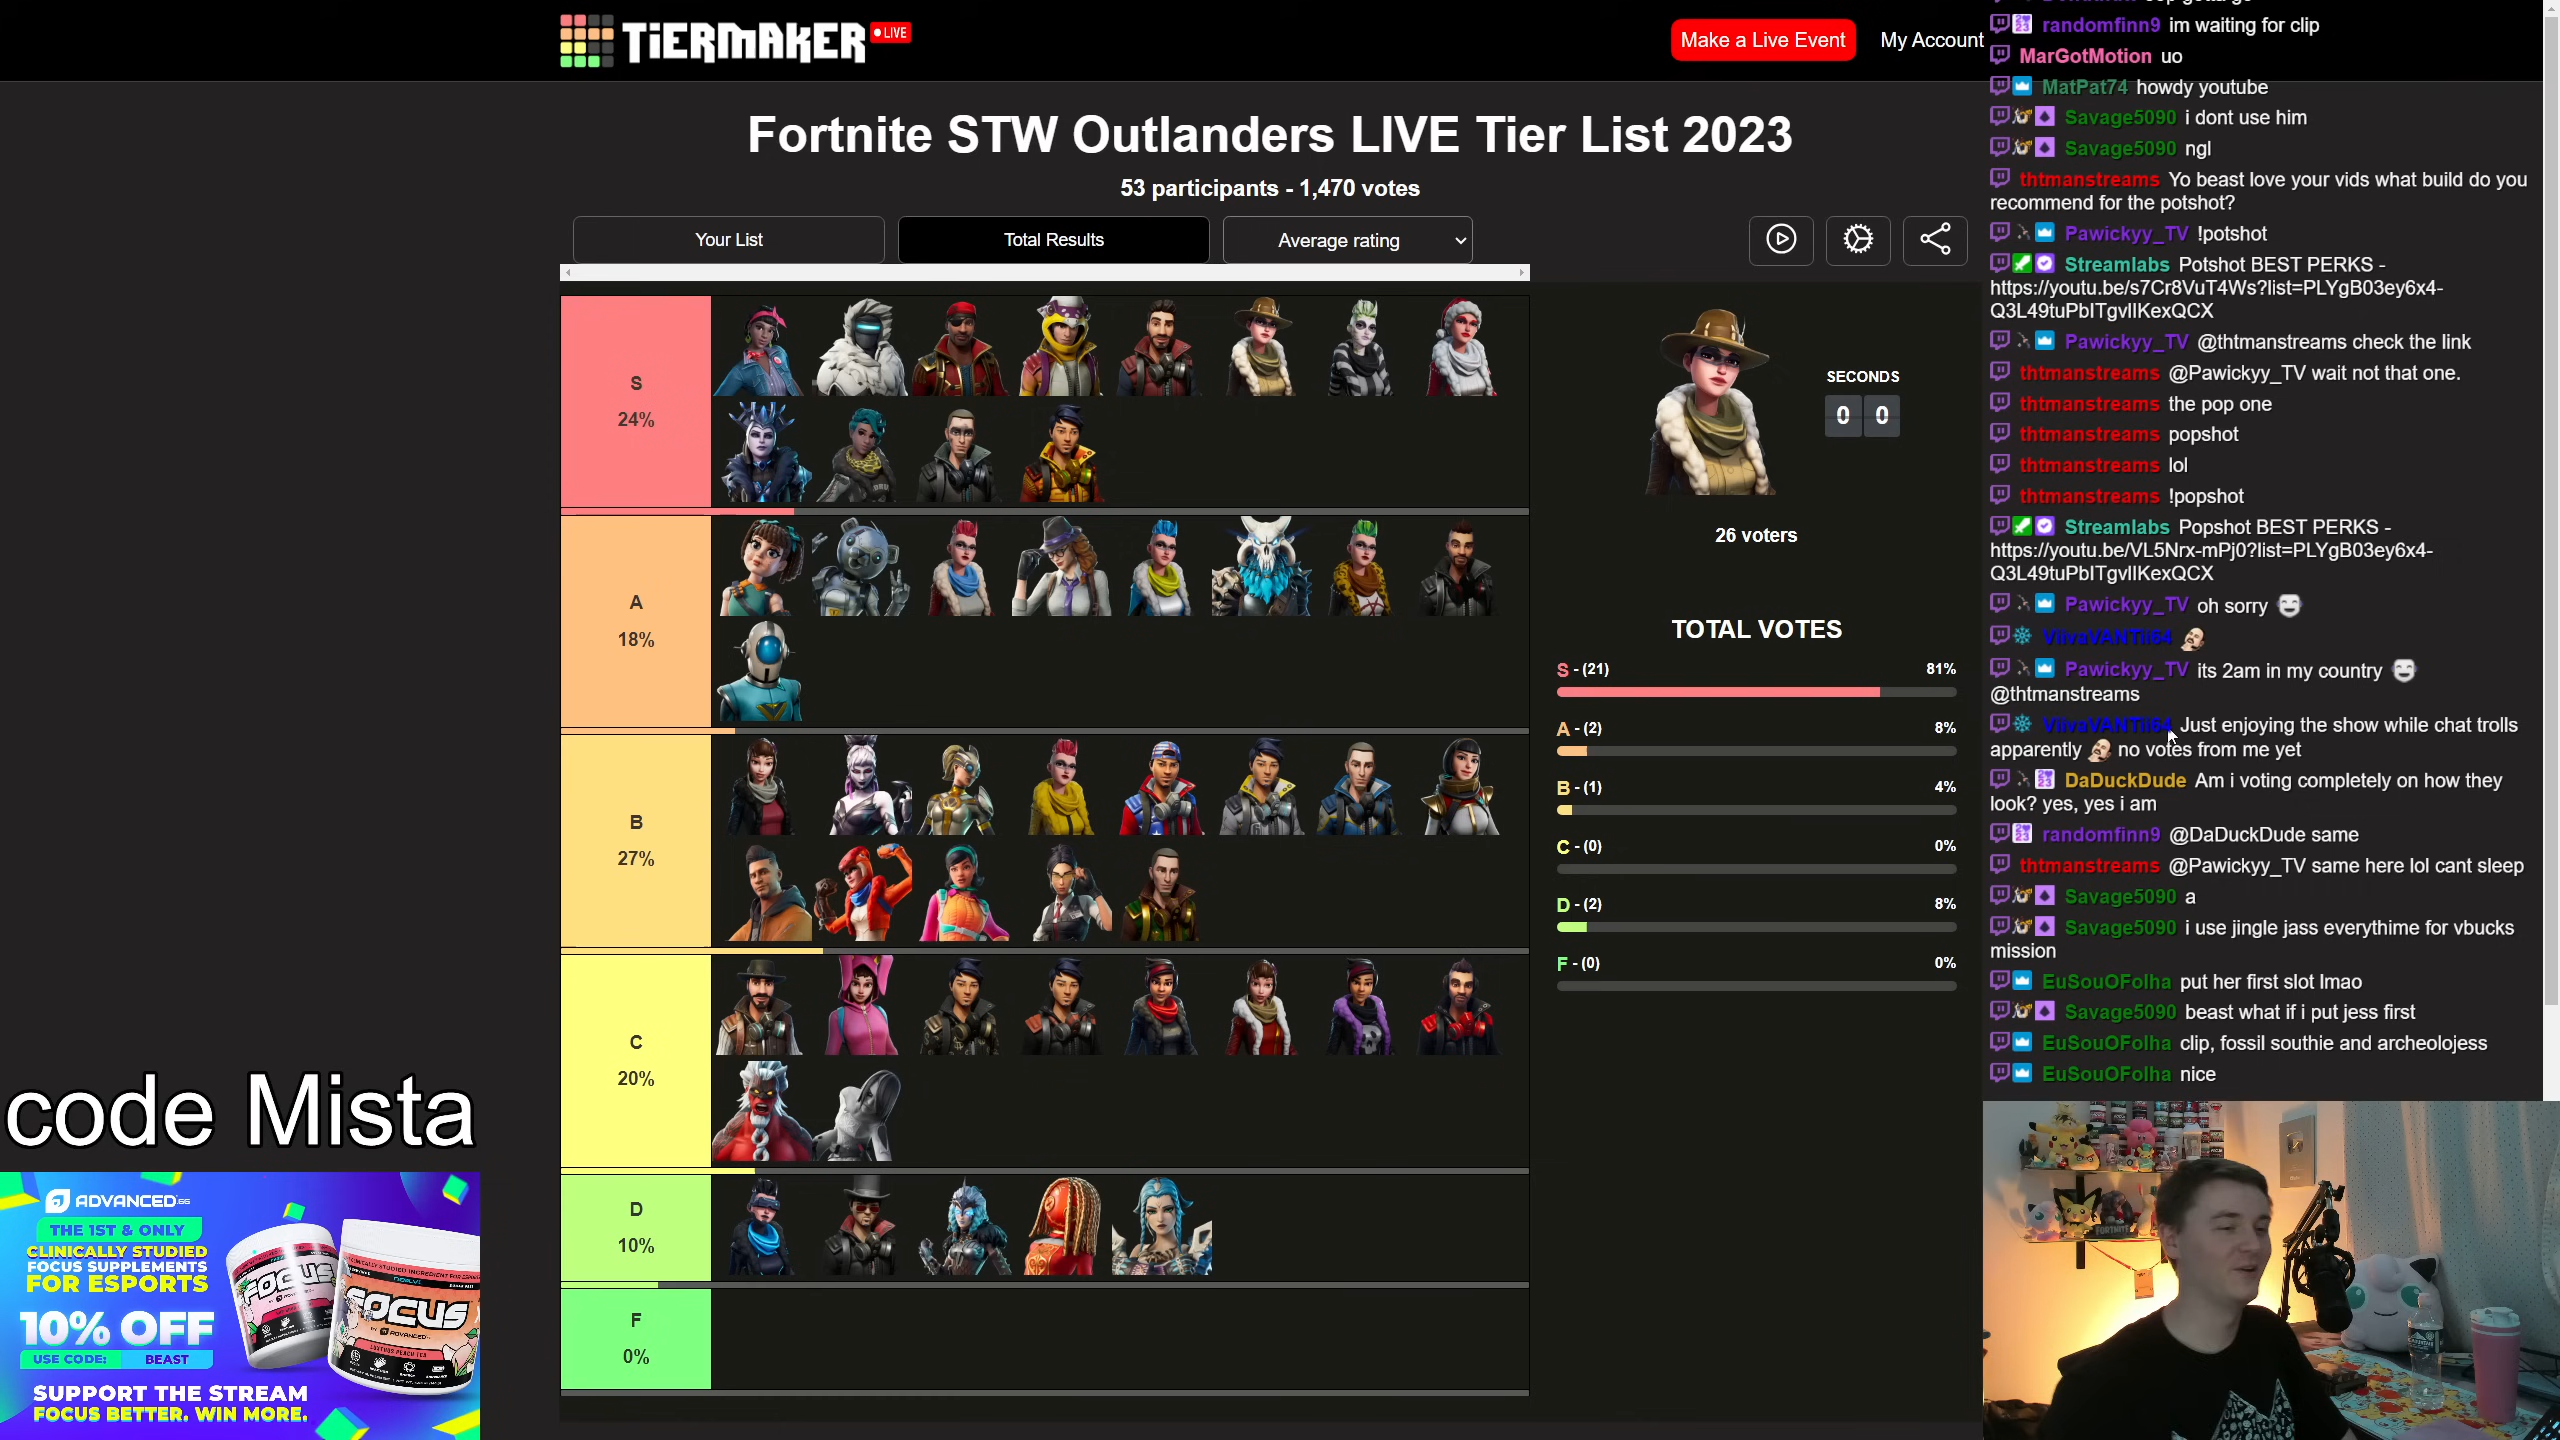 TiERMAKER LIVE
Make a Live Event
My Account
Fortnite STW Outlanders LIVE Tier List 2023
53 participants - 1,470 votes
Your List
Total Results
Average rating
S
24%
A
18%
B
27%
C
20%
D
10%
F
0%
SECONDS
0 0
26 voters
TOTAL VOTES
S - (21) 81%
A - (2) 8%
B - (1) 4%
C - (0) 0%
D - (2) 8%
F - (0) 0%
randomfinn9 im waiting for clip
MarGotMotion uo
MatPat74 howdy youtube
Savage5090 i dont use him
Savage5090 ngl
thtmanstreams Yo beast love your vids what build do you
recommend for the potshot?
Pawickyy_TV !potshot
Streamlabs Potshot BEST PERKS -
https://youtu.be/s7Cr8VuT4Ws?list=PLYgB03ey6x4-
Q3L49tuPbITgvlIKexQCX
Pawickyy_TV @thtmanstreams check the link
thtmanstreams @Pawickyy_TV wait not that one.
thtmanstreams the pop one
thtmanstreams popshot
thtmanstreams lol
thtmanstreams !popshot
Streamlabs Popshot BEST PERKS -
https://youtu.be/VL5Nrx-mPj0?list=PLYgB03ey6x4-
Q3L49tuPbITgvlIKexQCX
Pawickyy_TV oh sorry
ViivaVANTii64
Pawickyy_TV its 2am in my country
@thtmanstreams
ViivaVANTii64 Just enjoying the show while chat trolls
apparently no votes from me yet
DaDuckDude Am i voting completely on how they
look? yes, yes i am
randomfinn9 @DaDuckDude same
thtmanstreams @Pawickyy_TV same here lol cant sleep
Savage5090 a
Savage5090 i use jingle jass everythime for vbucks
mission
EuSouOFolha put her first slot lmao
Savage5090 beast what if i put jess first
EuSouOFolha clip, fossil southie and archeolojess
EuSouOFolha nice
code Mista
ADVANCED.GG
THE 1ST & ONLY
CLINICALLY STUDIED
FOCUS SUPPLEMENTS
FOR ESPORTS
10% OFF
USE CODE: BEAST
SUPPORT THE STREAM
FOCUS BETTER. WIN MORE.
FOCUS
FOCUS
BY ADVANCED